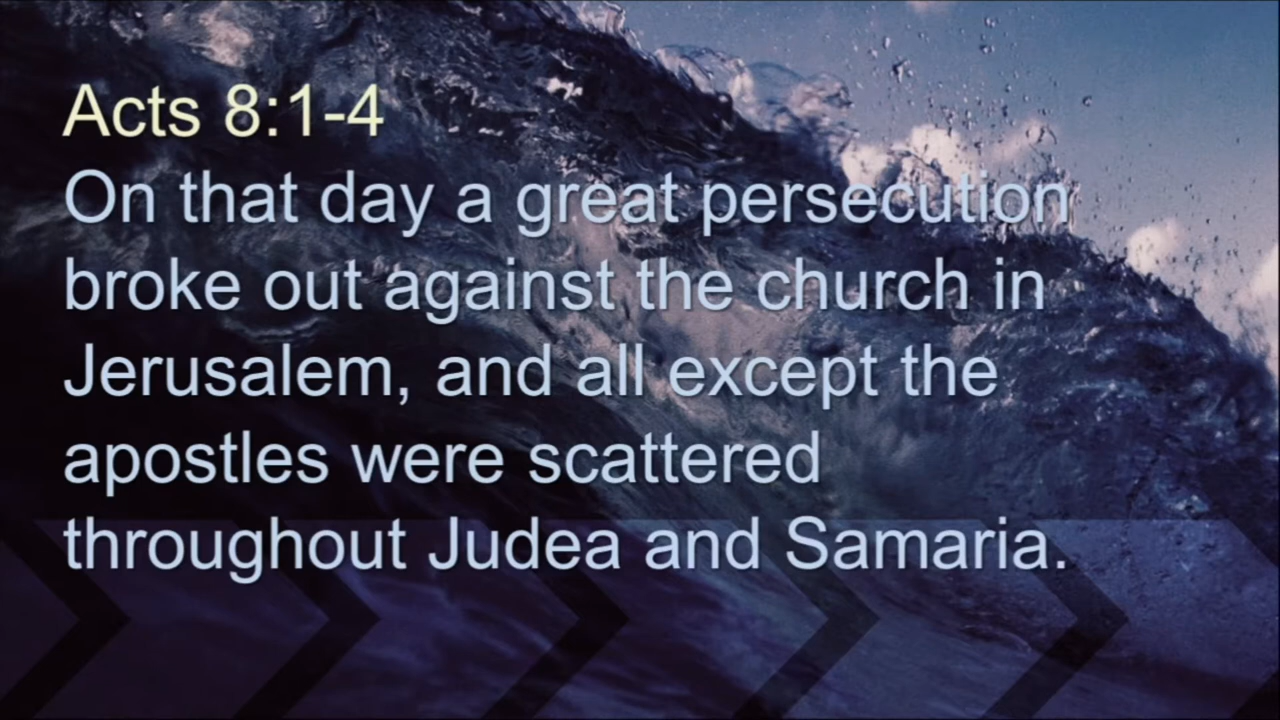 Acts 8:1-4
On that day a great persecution
broke out against the church in
Jerusalem, and all except the
apostles were scattered
throughout Judea and Samaria.